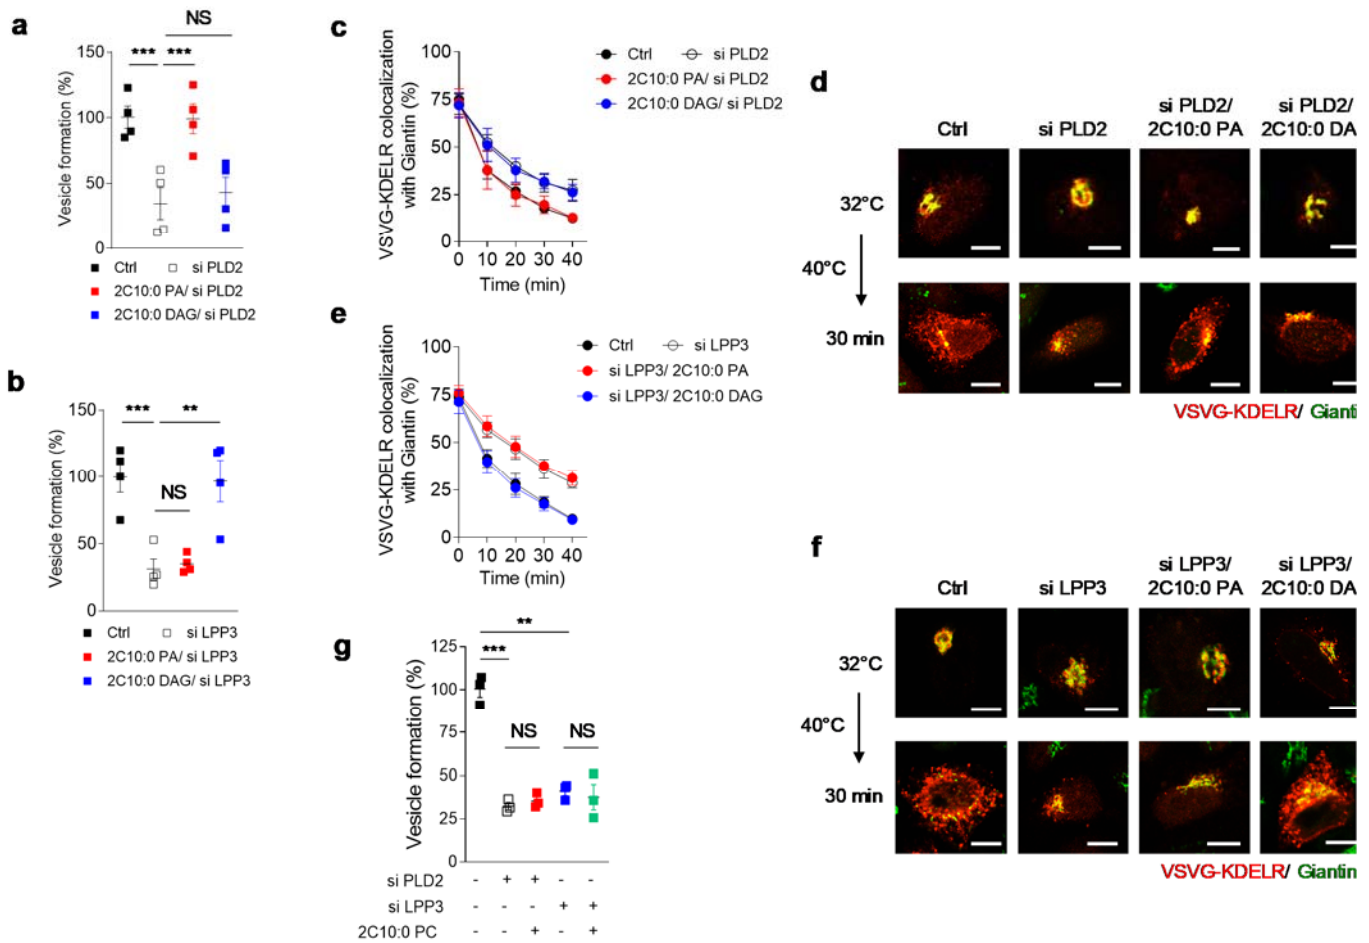 a
NS
*** ***
Vesicle formation (%)
150
100
50
0
Ctrl si PLD2
2C10:0 PA/ si PLD2
2C10:0 DAG/ si PLD2
b
*** **
NS
Vesicle formation (%)
150
100
50
0
Ctrl si LPP3
2C10:0 PA/ si LPP3
2C10:0 DAG/ si LPP3
c
VSVG-KDELR colocalization
with Giantin (%)
100
75
50
25
0
0 10 20 30 40
Time (min)
Ctrl si PLD2
2C10:0 PA/ si PLD2
2C10:0 DAG/ si PLD2
e
VSVG-KDELR colocalization
with Giantin (%)
100
75
50
25
0
0 10 20 30 40
Time (min)
Ctrl si LPP3
si LPP3/ 2C10:0 PA
si LPP3/ 2C10:0 DAG
g
**
***
NS NS
Vesicle formation (%)
125
100
75
50
25
0
si PLD2 - + + - -
si LPP3 - - - + +
2C10:0 PC - - + - +
d
Ctrl
si PLD2
si PLD2/
2C10:0 PA
si PLD2/
2C10:0 DA
32°C
40°C
30 min
VSVG-KDELR/ Gianti
f
Ctrl
si LPP3
si LPP3/
2C10:0 PA
si LPP3/
2C10:0 DA
32°C
40°C
30 min
VSVG-KDELR/ Giantin